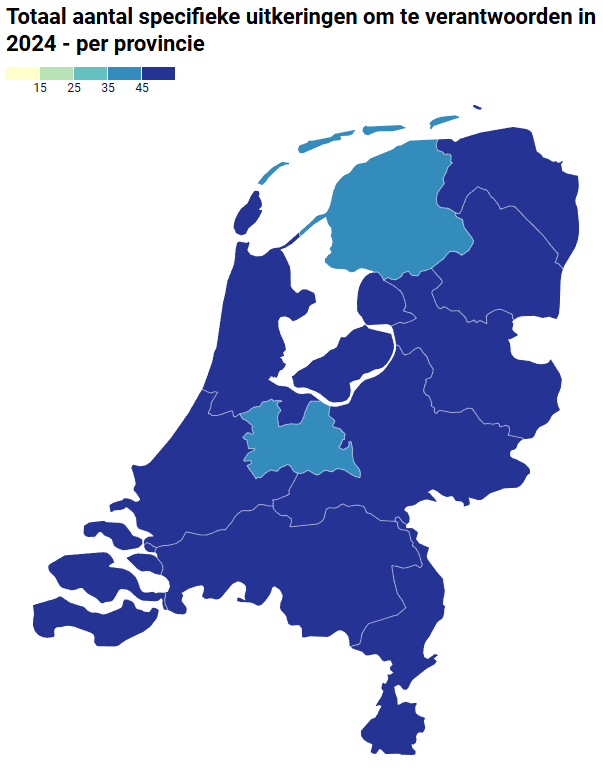 Totaal aantal specifieke uitkeringen om te verantwoorden in
2024 - per provincie
15 25 35 45